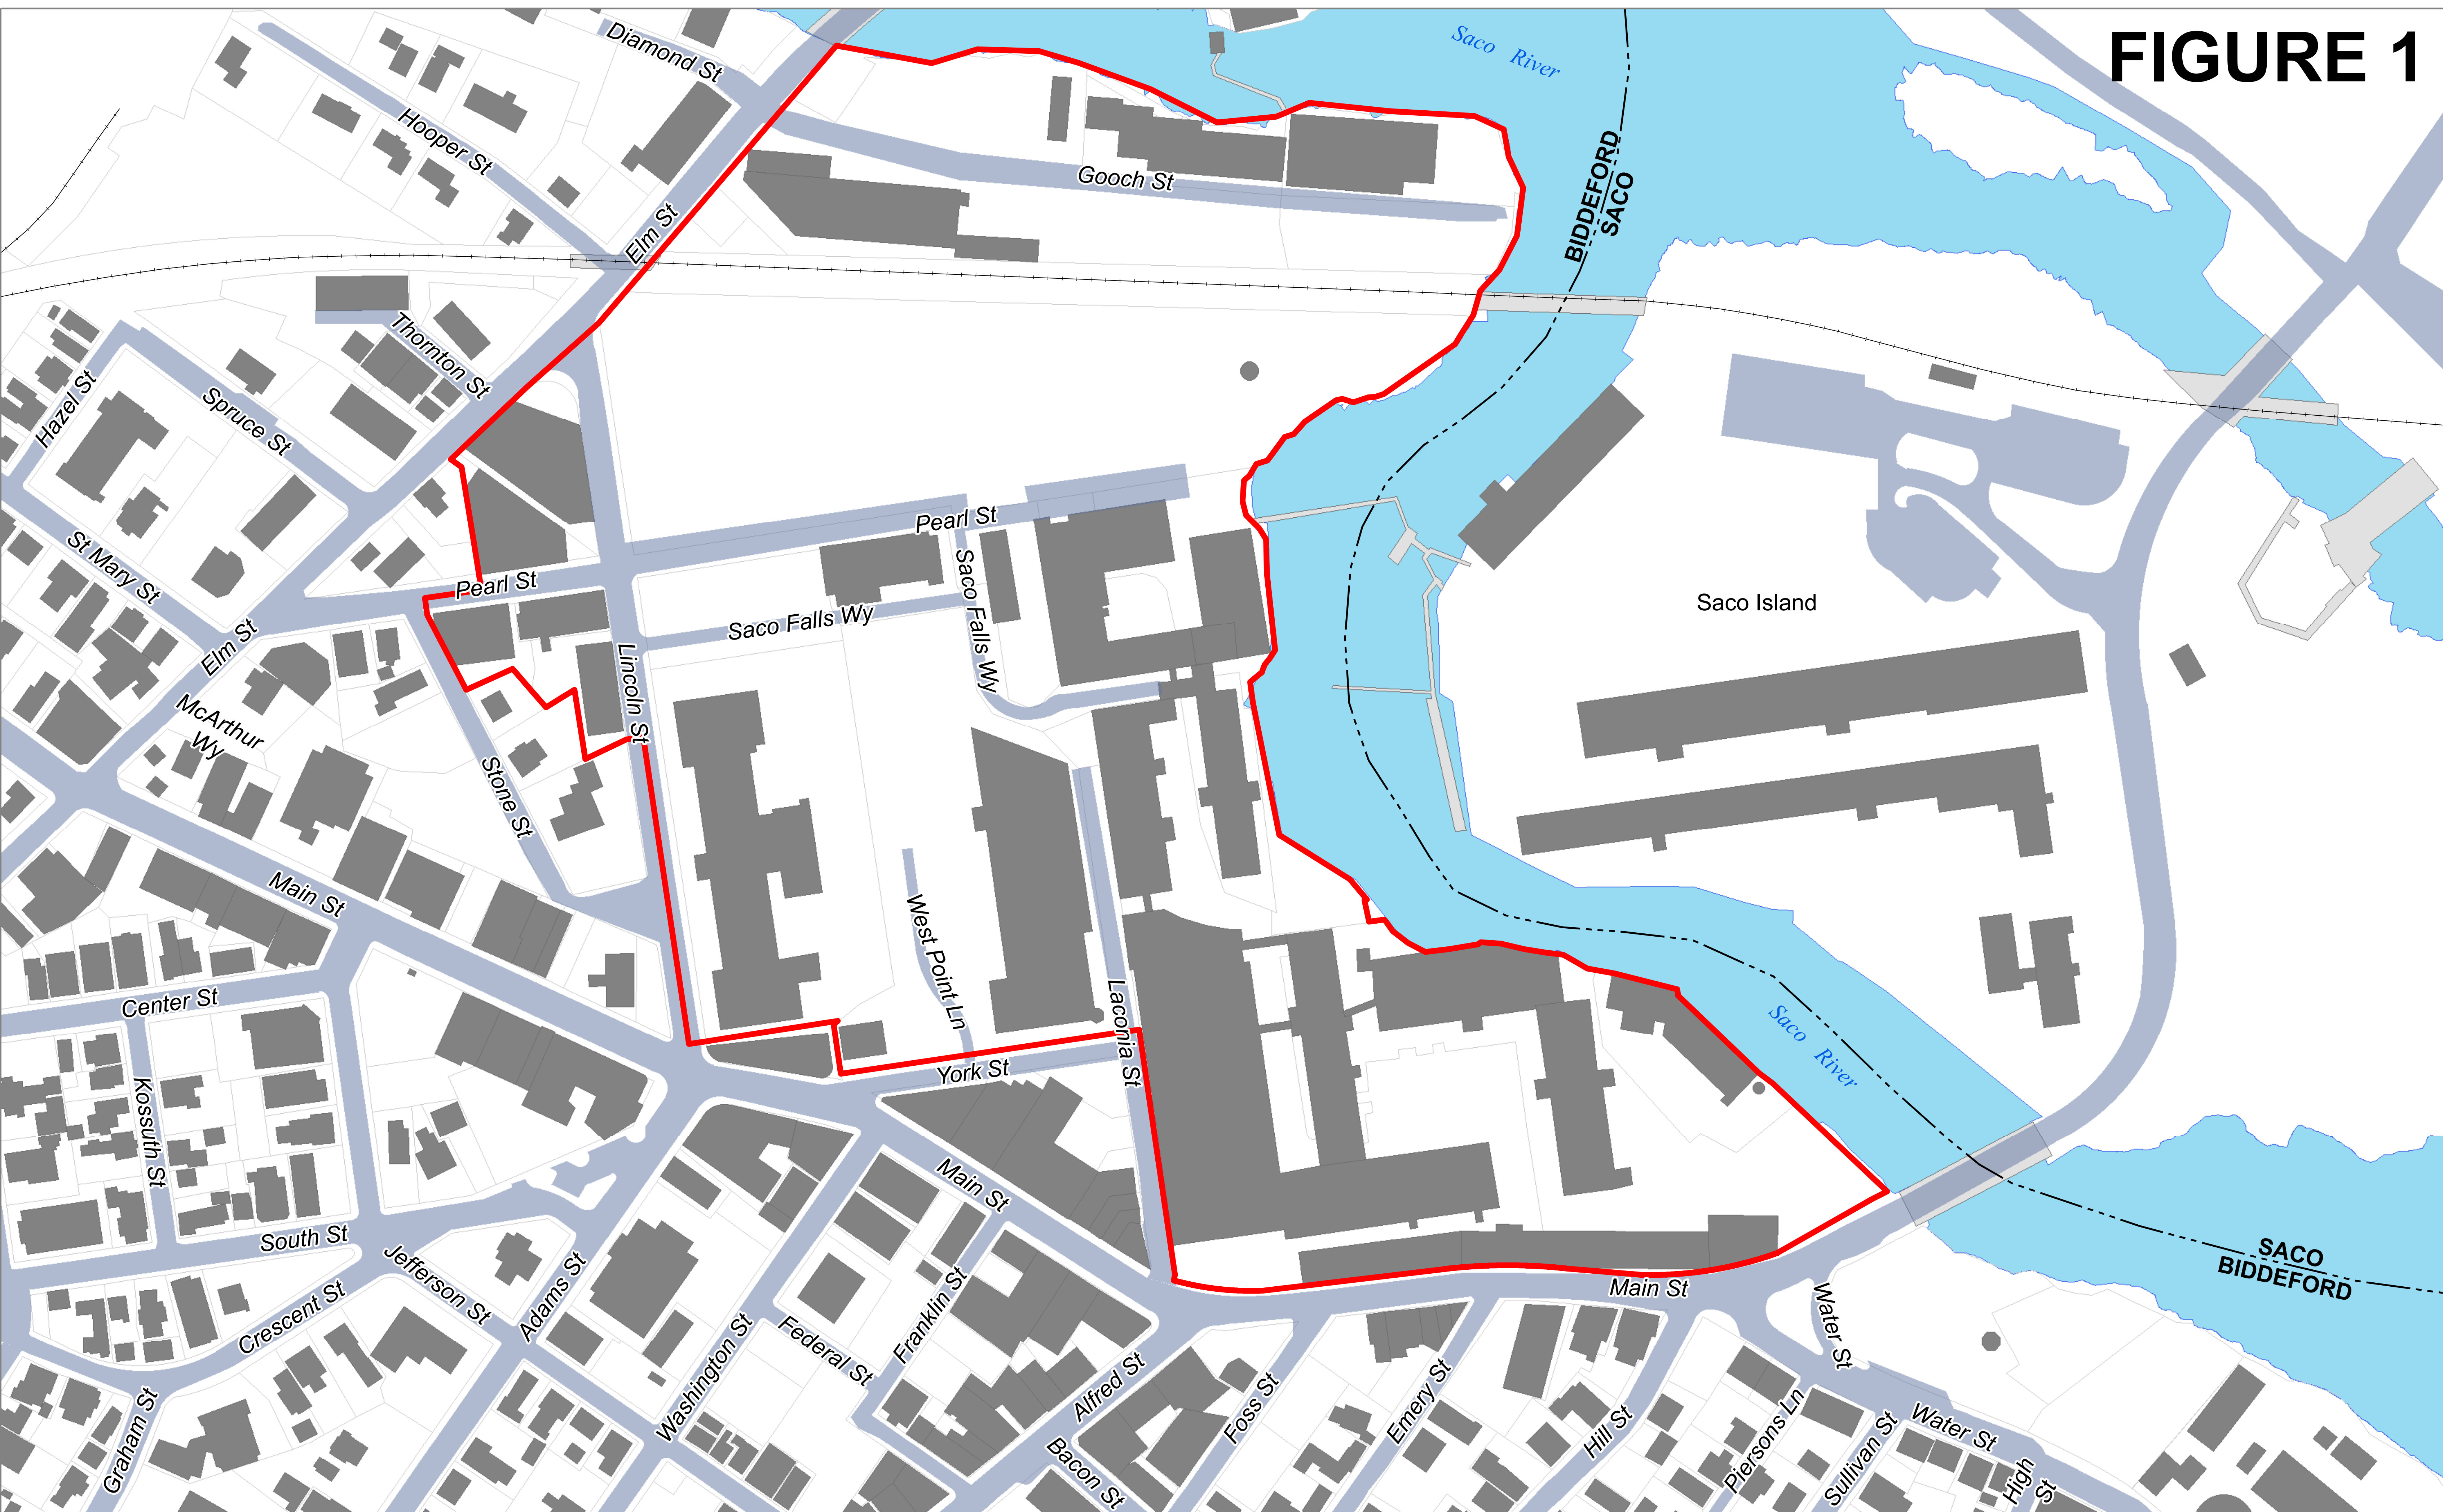 FIGURE 1
Diamond St
Saco River
Hooper St
BIDDEFORD
SACO
Gooch St
Elm St
Thornton St
Hazel St
Spruce St
Pearl St
St Mary St
Saco Falls Wy
Pearl St
Saco Island
Saco Falls Wy
Elm St
Lincoln St
McArthur
Wy
Stone St
Main St
West Point Ln
Center St
Laconia St
Saco River
York St
Kossuth St
Main St
South St
Jefferson St
SACO
BIDDEFORD
Adams St
Crescent St
Franklin St
Main St
Water St
Federal St
Washington St
Alfred St
Foss St
Emery St
Hill St
Piersons Ln
Water St
Sullivan St
Graham St
Bacon St
High
St